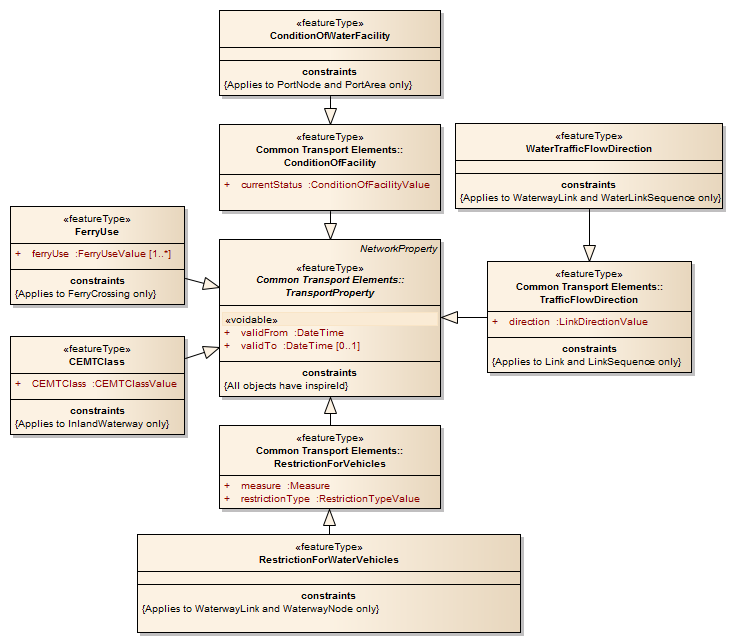 «featureType»
ConditionOfWaterFacility
constraints
{Applies to PortNode and PortArea only}
«featureType»
Common Transport Elements::
ConditionOfFacility
+ currentStatus :ConditionOfFacilityValue
«featureType»
WaterTrafficFlowDirection
constraints
{Applies to WaterwayLink and WaterLinkSequence only}
«featureType»
FerryUse
+ ferryUse :FerryUseValue [1..*]
constraints
{Applies to FerryCrossing only}
NetworkProperty
«featureType»
Common Transport Elements::
TransportProperty
«voidable»
+ validFrom :DateTime
+ validTo :DateTime [0..1]
constraints
{All objects have inspireId}
«featureType»
Common Transport Elements::
TrafficFlowDirection
+ direction :LinkDirectionValue
constraints
{Applies to Link and LinkSequence only}
«featureType»
CEMTClass
+ CEMTClass :CEMTClassValue
constraints
{Applies to InlandWaterway only}
«featureType»
Common Transport Elements::
RestrictionForVehicles
+ measure :Measure
+ restrictionType :RestrictionTypeValue
«featureType»
RestrictionForWaterVehicles
constraints
{Applies to WaterwayLink and WaterwayNode only}